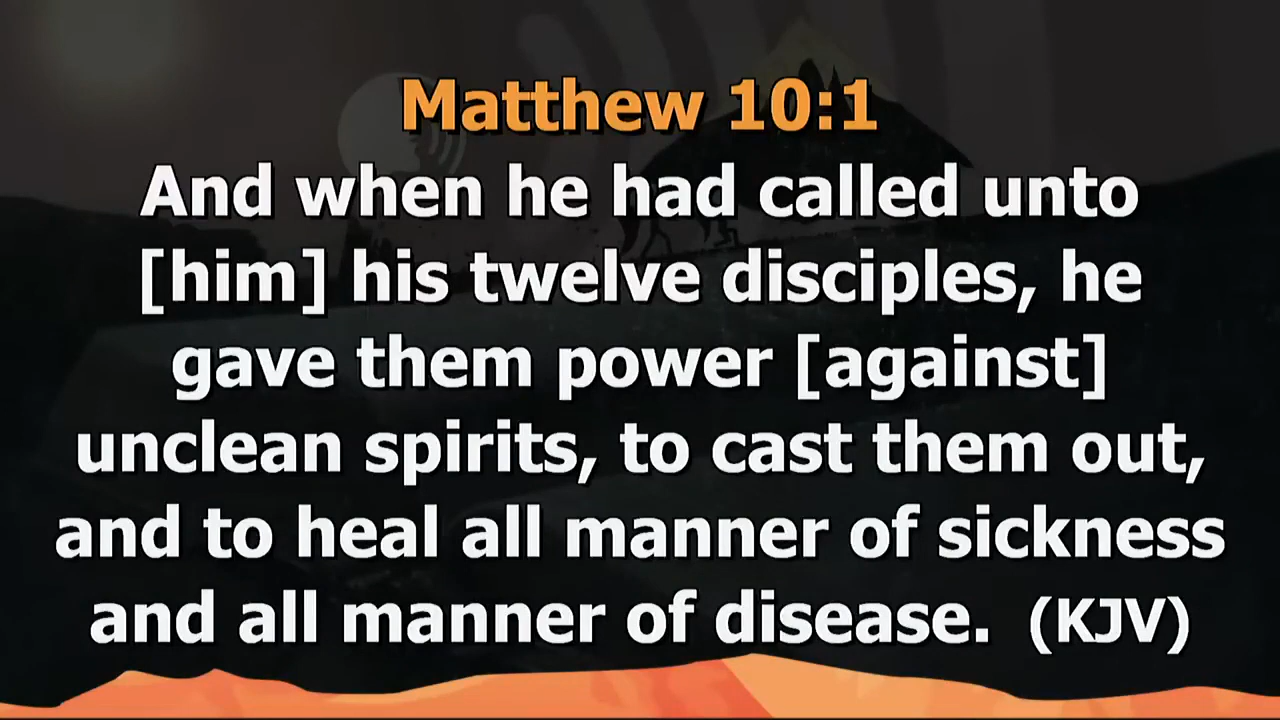 Matthew 10:1
And when he had called unto
[him] his twelve disciples, he
gave them power [against]
unclean spirits, to cast them out,
and to heal all manner of sickness
and all manner of disease. (KJV)